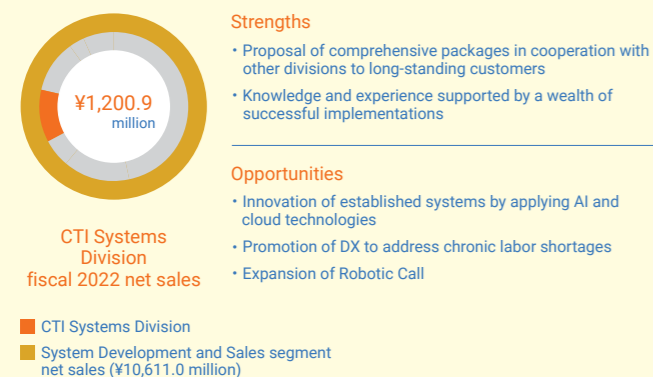 ¥1,200.9
million
CTI Systems
Division
fiscal 2022 net sales
Strengths
・Proposal of comprehensive packages in cooperation with
other divisions to long-standing customers
・Knowledge and experience supported by a wealth of
successful implementations
Opportunities
・Innovation of established systems by applying AI and
cloud technologies
・Promotion of DX to address chronic labor shortages
・Expansion of Robotic Call
CTI Systems Division
System Development and Sales segment
net sales (¥10,611.0 million)